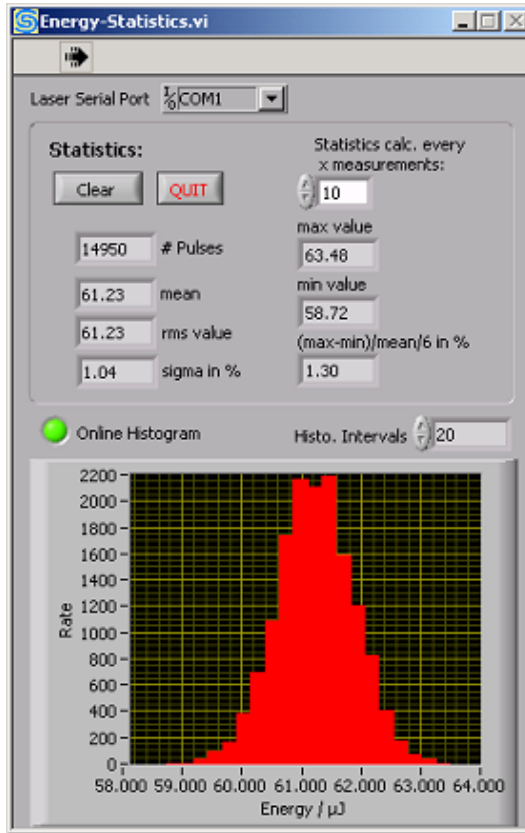 Energy-Statistics.vi
Laser Serial Port COM1
Statistics:
Statistics calc. every
x measurements:
Clear QUIT 10
max value
14950 # Pulses 63.48
min value
61.23 mean 58.72
61.23 rms value (max-min)/mean/6 in %
1.04 sigma in % 1.30
Online Histogram Histo. Intervals 20
2200
2000
1800
1600
1400
1200
1000
800
600
400
200
0
Rate
58.000 59.000 60.000 61.000 62.000 63.000 64.000
Energy / µJ